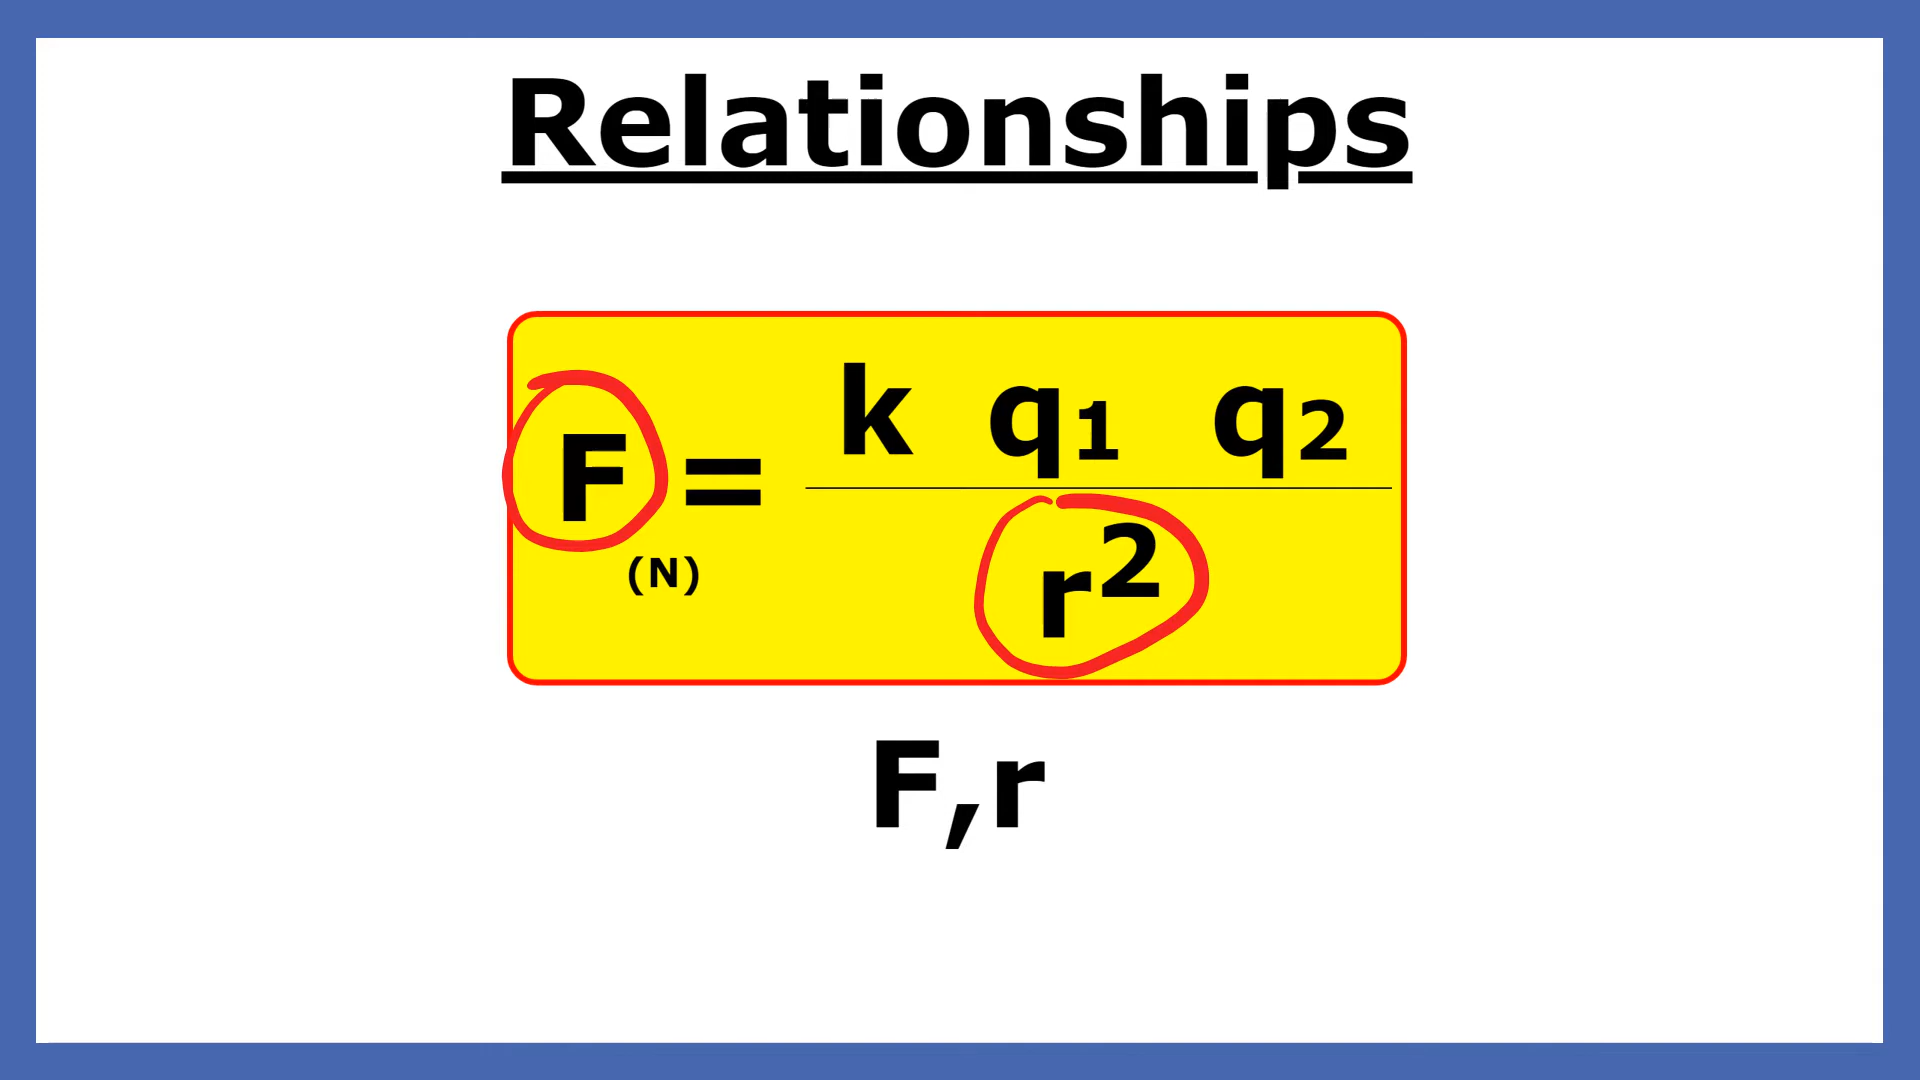 Relationships
k q1 q2
F =
(N)
r2
F,r